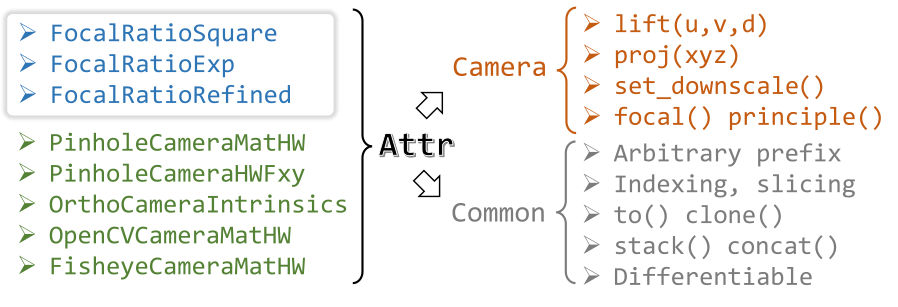 ➢ FocalRatioSquare
➢ FocalRatioExp
➢ FocalRatioRefined
➢ PinholeCameraMatHW
➢ PinholeCameraHWFxy
➢ OrthoCameraIntrinsics
➢ OpenCVCameraMatHW
➢ FisheyeCameraMatHW
Attr
Camera
➢ lift(u,v,d)
➢ proj(xyz)
➢ set_downscale()
➢ focal() principle()
Common
➢ Arbitrary prefix
➢ Indexing, slicing
➢ to() clone()
➢ stack() concat()
➢ Differentiable